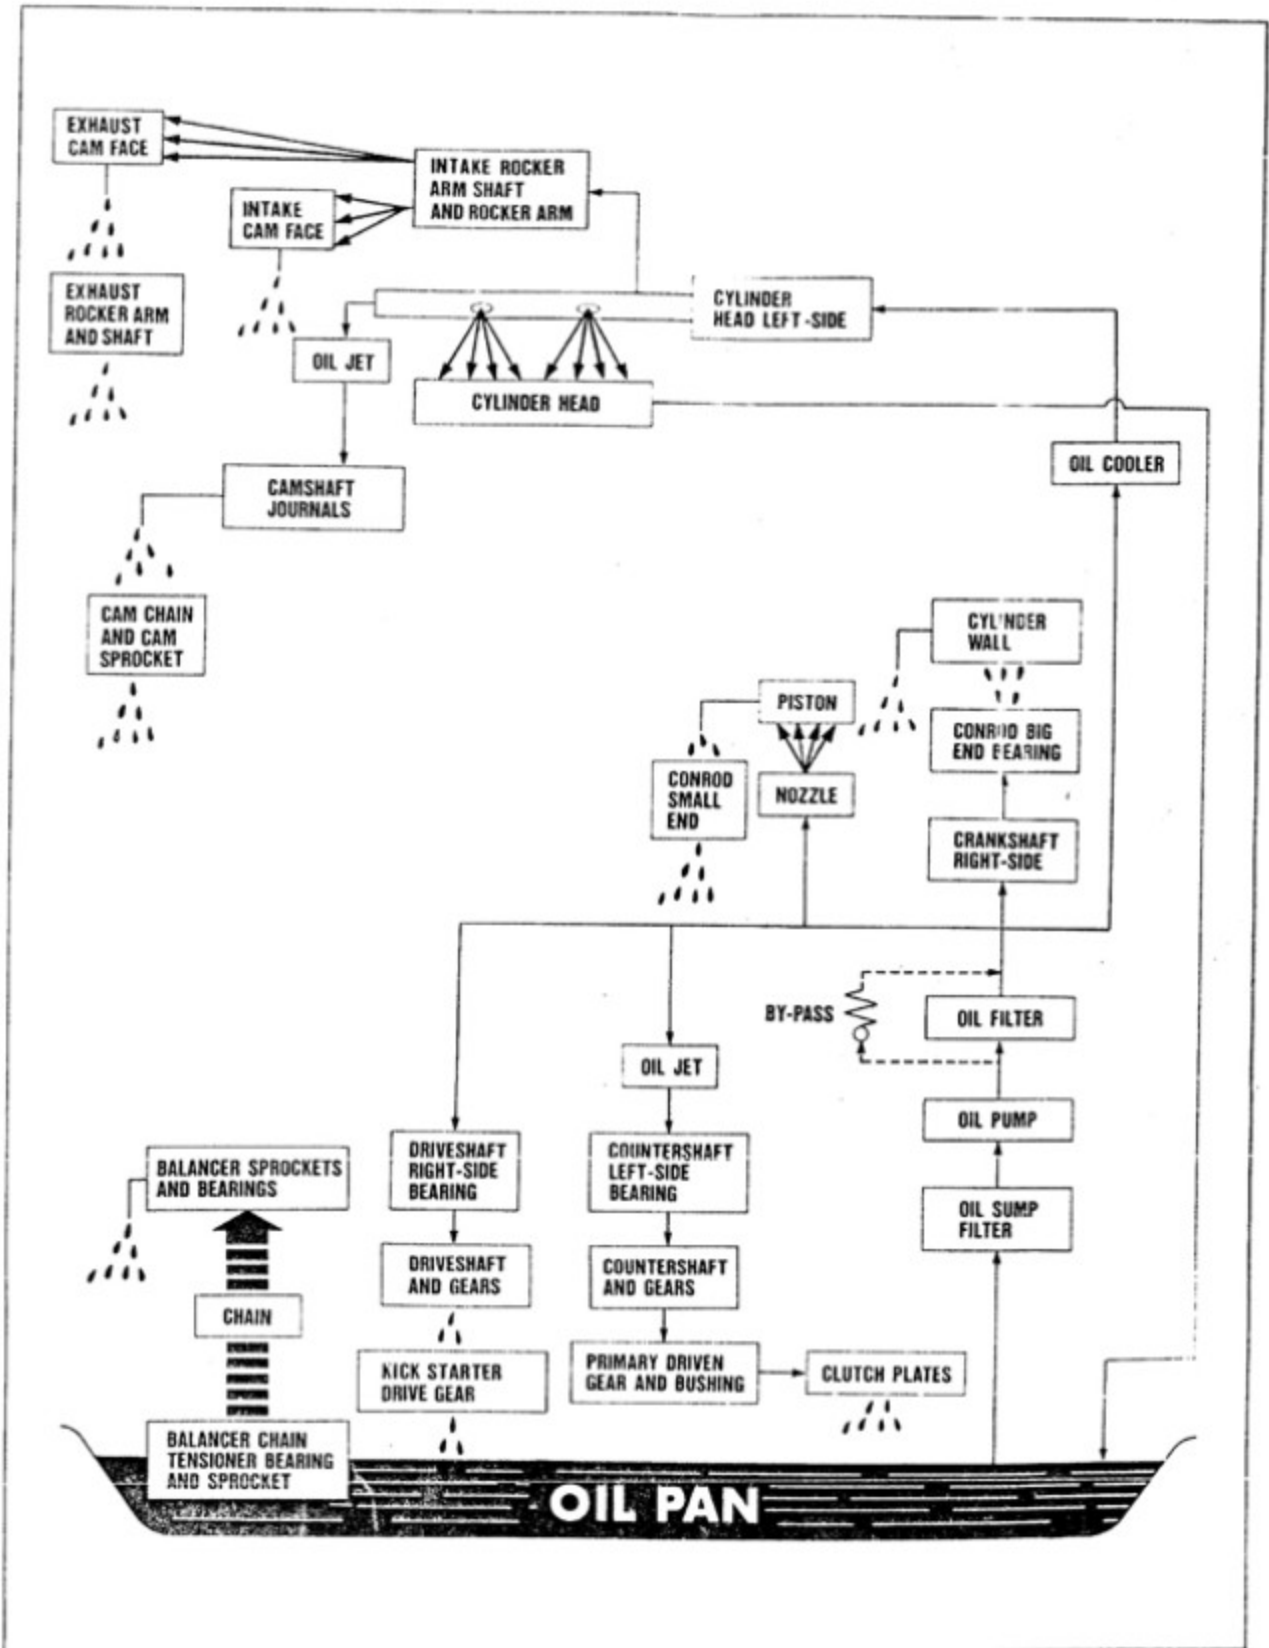 EXHAUST
CAM FACE
INTAKE ROCKER
ARM SHAFT
AND ROCKER ARM
INTAKE
CAM FACE
EXHAUST
ROCKER ARM
AND SHAFT
CYLINDER
HEAD LEFT-SIDE
OIL JET
CYLINDER HEAD
OIL COOLER
CAMSHAFT
JOURNALS
CAM CHAIN
AND CAM
SPROCKET
CYLINDER
WALL
PISTON
CONROD BIG
END BEARING
CONROD
SMALL
END
NOZZLE
CRANKSHAFT
RIGHT-SIDE
BY-PASS
OIL FILTER
OIL JET
OIL PUMP
BALANCER SPROCKETS
AND BEARINGS
DRIVESHAFT
RIGHT-SIDE
BEARING
COUNTERSHAFT
LEFT-SIDE
BEARING
OIL SUMP
FILTER
DRIVESHAFT
AND GEARS
COUNTERSHAFT
AND GEARS
CHAIN
KICK STARTER
DRIVE GEAR
PRIMARY DRIVEN
GEAR AND BUSHING
CLUTCH PLATES
BALANCER CHAIN
TENSIONER BEARING
AND SPROCKET
OIL PAN